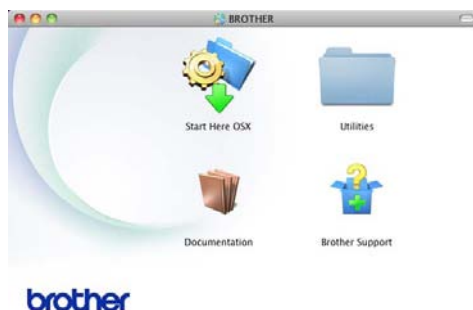 BROTHER
Start Here OSX
Utilities
Documentation
Brother Support
brother